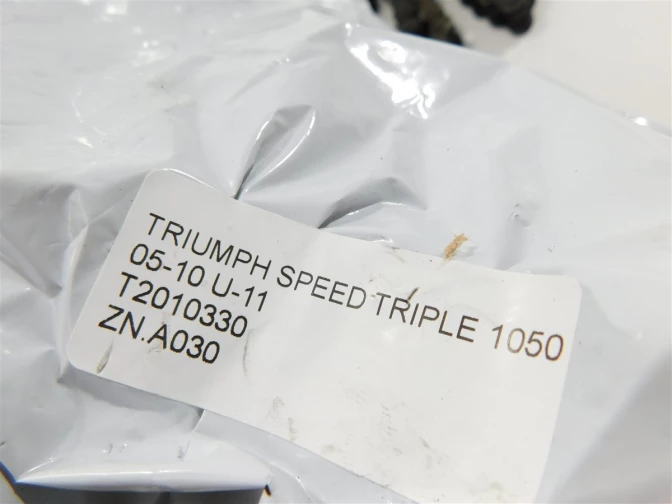 TRIUMPH SPEED TRIPLE 1050
05-10 U-11
T2010330
ZN.A030